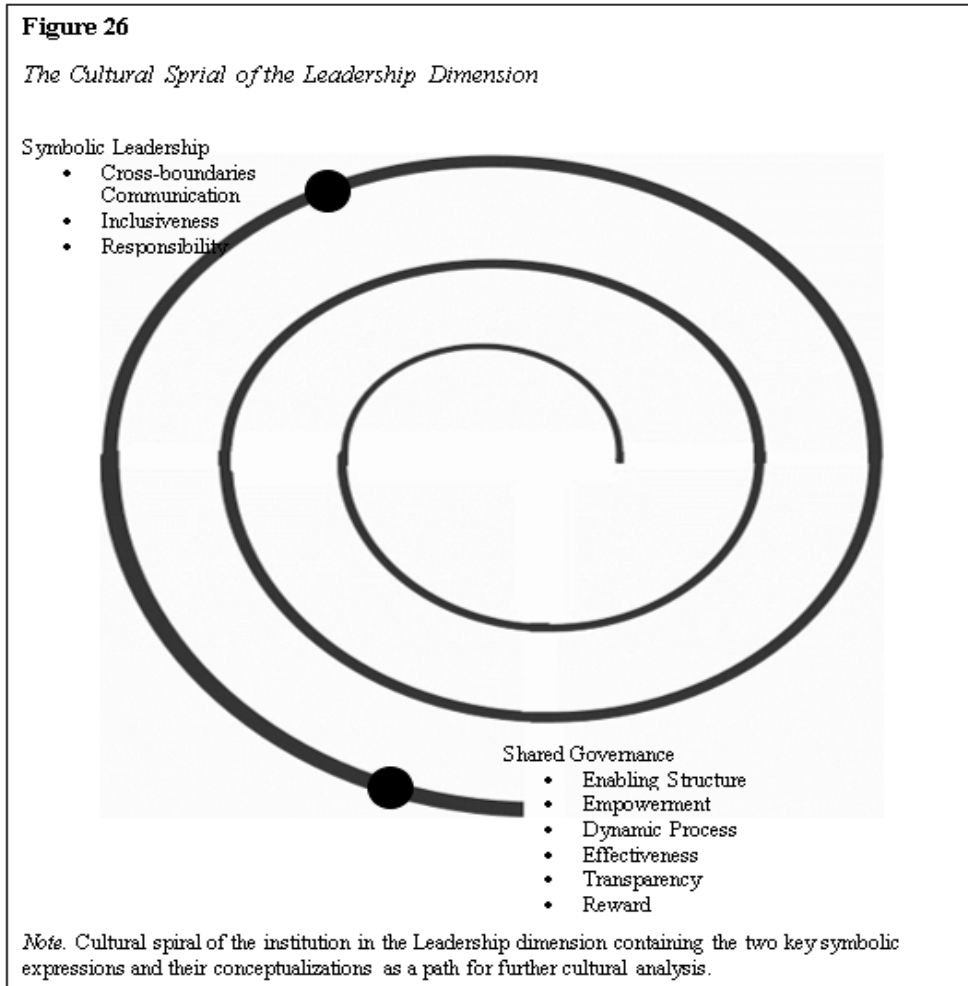 Figure 26
The Cultural Sprial of the Leadership Dimension
Symbolic Leadership
• Cross-boundaries
Communication
• Inclusiveness
• Responsibility
Shared Governance
• Enabling Structure
• Empowerment
• Dynamic Process
• Effectiveness
• Transparency
• Reward
Note. Cultural spiral of the institution in the Leadership dimension containing the two key symbolic
expressions and their conceptualizations as a path for further cultural analysis.